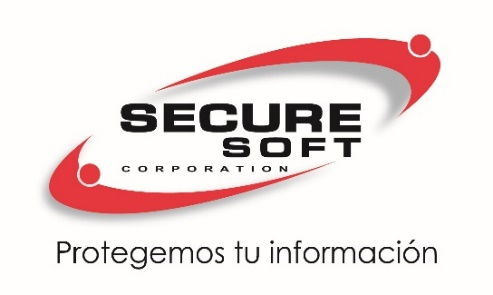 SECURE
SOFT
CORPORATION
Protegemos tu información